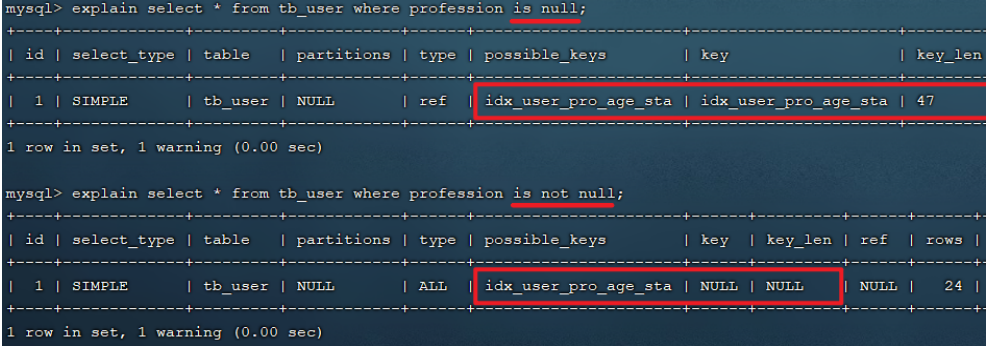 mysql> explain select * from tb_user where profession is null;
+----+-------------+---------+------------+------+----------------------+----------------------+---------
| id | select_type | table | partitions | type | possible_keys | key | key_len
+----+-------------+---------+------------+------+----------------------+----------------------+---------
| 1 | SIMPLE | tb_user | NULL | ref | idx_user_pro_age_sta | idx_user_pro_age_sta | 47
+----+-------------+---------+------------+------+----------------------+----------------------+---------
1 row in set, 1 warning (0.00 sec)
mysql> explain select * from tb_user where profession is not null;
+----+-------------+---------+------------+------+----------------------+------+---------+------+------+-
| id | select_type | table | partitions | type | possible_keys | key | key_len | ref | rows |
+----+-------------+---------+------------+------+----------------------+------+---------+------+------+-
| 1 | SIMPLE | tb_user | NULL | ALL | idx_user_pro_age_sta | NULL | NULL | NULL | 24 |
+----+-------------+---------+------------+------+----------------------+------+---------+------+------+-
1 row in set, 1 warning (0.00 sec)